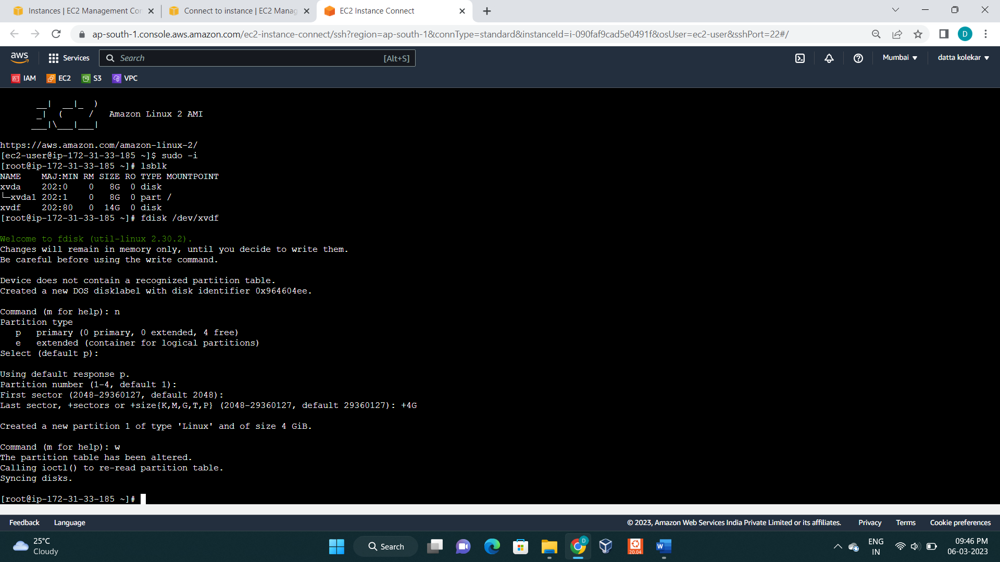 Instances | EC2 Management Con
Connect to instance | EC2 Manag
EC2 Instance Connect
ap-south-1.console.aws.amazon.com/ec2-instance-connect/ssh?region=ap-south-1&connType=standard&instanceId=i-090faf9cad5e0491f&osUser=ec2-user&sshPort=22#/
D
aws
Services
Search
[Alt+S]
Mumbai
datta kolekar
IAM
EC2
S3
VPC
       __|  __|_  )
       _|  (     /   Amazon Linux 2 AMI
      ___|\___|___|
https://aws.amazon.com/amazon-linux-2/
[ec2-user@ip-172-31-33-185 ~]$ sudo -i
[root@ip-172-31-33-185 ~]# lsblk
NAME    MAJ:MIN RM SIZE RO TYPE MOUNTPOINT
xvda    202:0    0   8G  0 disk
└─xvda1 202:1    0   8G  0 part /
xvdf    202:80   0  14G  0 disk
[root@ip-172-31-33-185 ~]# fdisk /dev/xvdf
Welcome to fdisk (util-linux 2.30.2).
Changes will remain in memory only, until you decide to write them.
Be careful before using the write command.
Device does not contain a recognized partition table.
Created a new DOS disklabel with disk identifier 0x964604ee.
Command (m for help): n
Partition type
   p   primary (0 primary, 0 extended, 4 free)
   e   extended (container for logical partitions)
Select (default p):
Using default response p.
Partition number (1-4, default 1):
First sector (2048-29360127, default 2048):
Last sector, +sectors or +size{K,M,G,T,P} (2048-29360127, default 29360127): +4G
Created a new partition 1 of type 'Linux' and of size 4 GiB.
Command (m for help): w
The partition table has been altered.
Calling ioctl() to re-read partition table.
Syncing disks.
[root@ip-172-31-33-185 ~]#
Feedback
Language
© 2023, Amazon Web Services India Private Limited or its affiliates.
Privacy
Terms
Cookie preferences
25°C
Cloudy
Search
D
20.04
W
ENG
IN
09:46 PM
06-03-2023